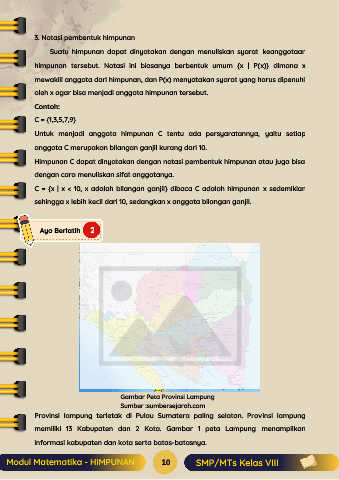 3. Notasi pembentuk himpunan
Suatu himpunan dapat dinyatakan dengan menuliskan syarat keanggotaan
himpunan tersebut. Notasi ini biasanya berbentuk umum {x | P(x)} dimana x
mewakili anggota dari himpunan, dan P(x) menyatakan syarat yang harus dipenuhi
oleh x agar bisa menjadi anggota himpunan tersebut.
Contoh:
C = {1,3,5,7,9}
Untuk menjadi anggota himpunan C tentu ada persyaratannya, yaitu setiap
anggota C merupakan bilangan ganjil kurang dari 10.
Himpunan C dapat dinyatakan dengan notasi pembentuk himpunan atau juga bisa
dengan cara menuliskan sifat anggotanya.
C = {x | x < 10, x adalah bilangan ganjil} dibaca C adalah himpunan x sedemikian
sehingga x lebih kecil dari 10, sedangkan x anggota bilangan ganjil.
Ayo Berlatih 2
Gambar Peta Provinsi Lampung
Sumber :sumbersejarah.com
Provinsi lampung terletak di Pulau Sumatera paling selatan. Provinsi lampung
memiliki 13 Kabupaten dan 2 Kota. Gambar 1 peta Lampung menampilkan
informasi kabupaten dan kota serta batas-batasnya.
Modul Matematika - HIMPUNAN 10 SMP/MTs Kelas VIII